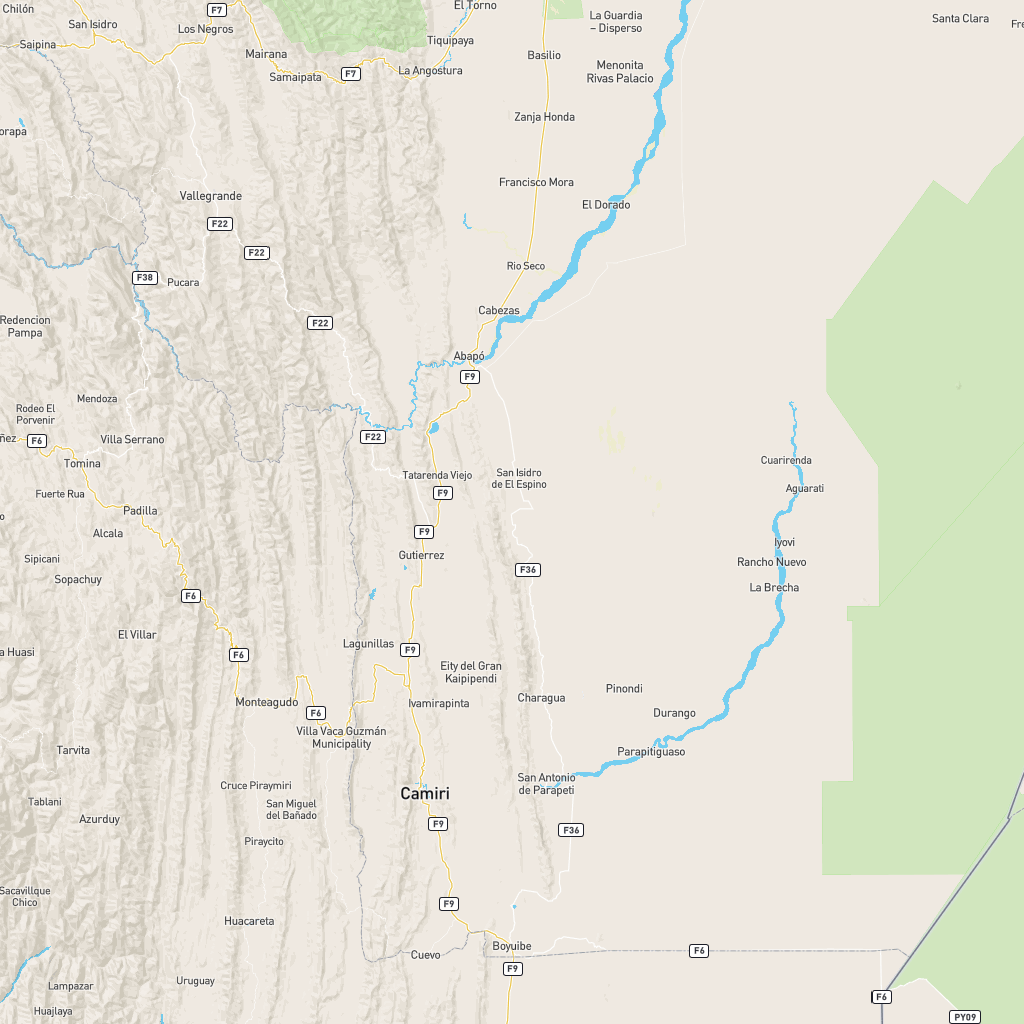 Chilón
F7
El Torno
San Isidro
Los Negros
La Guardia
– Disperso
Santa Clara
Saipina
Tiquipaya
Mairana
Basilio
Samaipata
F7
La Angostura
Menonita
Rivas Palacio
Zanja Honda
orapa
Francisco Mora
Vallegrande
El Dorado
F22
F22
Rio Seco
F38
Pucara
Cabezas
Redencion
Pampa
F22
Abapó
F9
Mendoza
Rodeo El
Porvenir
ñez
F6
Villa Serrano
F22
Tomina
Cuarirenda
Tatarenda Viejo
San Isidro
de El Espino
Fuerte Rua
F9
Aguarati
Padilla
Alcala
F9
Iyovi
Gutierrez
Sipicani
Rancho Nuevo
F36
Sopachuy
La Brecha
F6
El Villar
Lagunillas
F9
a Huasi
F6
Eity del Gran
Kaipipendi
Pinondi
Monteagudo
Charagua
Ivamirapinta
F6
Durango
Villa Vaca Guzmán
Municipality
Tarvita
Parapitiguaso
San Antonio
de Parapeti
Cruce Piraymiri
Camiri
Tablani
San Miguel
del Bañado
Azurduy
F9
F36
Piraycito
Sacavillque
Chico
F9
Huacareta
Boyuibe
F6
Cuevo
F9
Uruguay
Lampazar
F6
Huajlaya
PY09